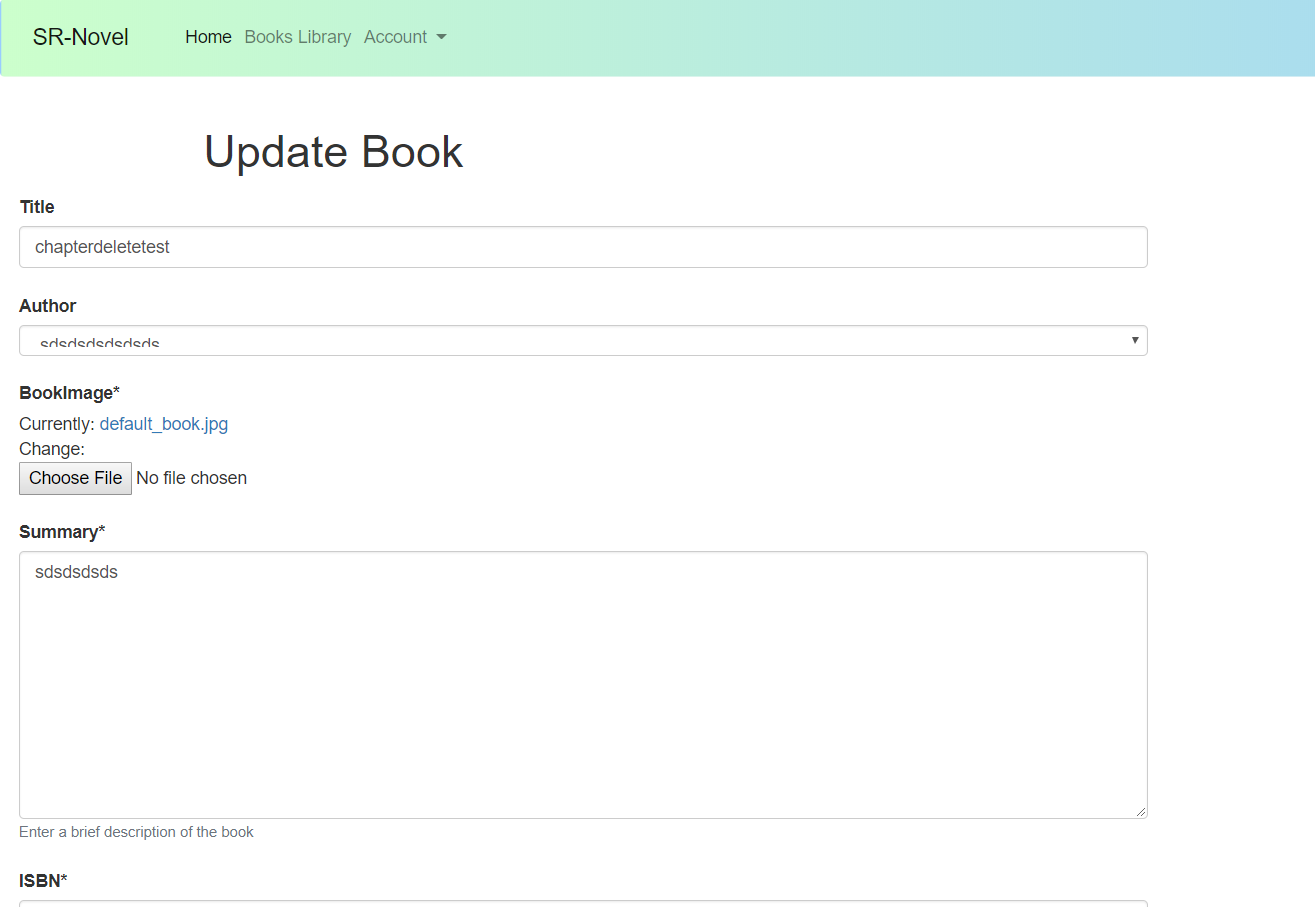 SR-Novel Home Books Library Account
Update Book
Title
chapterdeletetest
Author
sdsdsdsdsdsds
BookImage*
Currently: default_book.jpg
Change:
Choose File No file chosen
Summary*
sdsdsdsds
Enter a brief description of the book
ISBN*